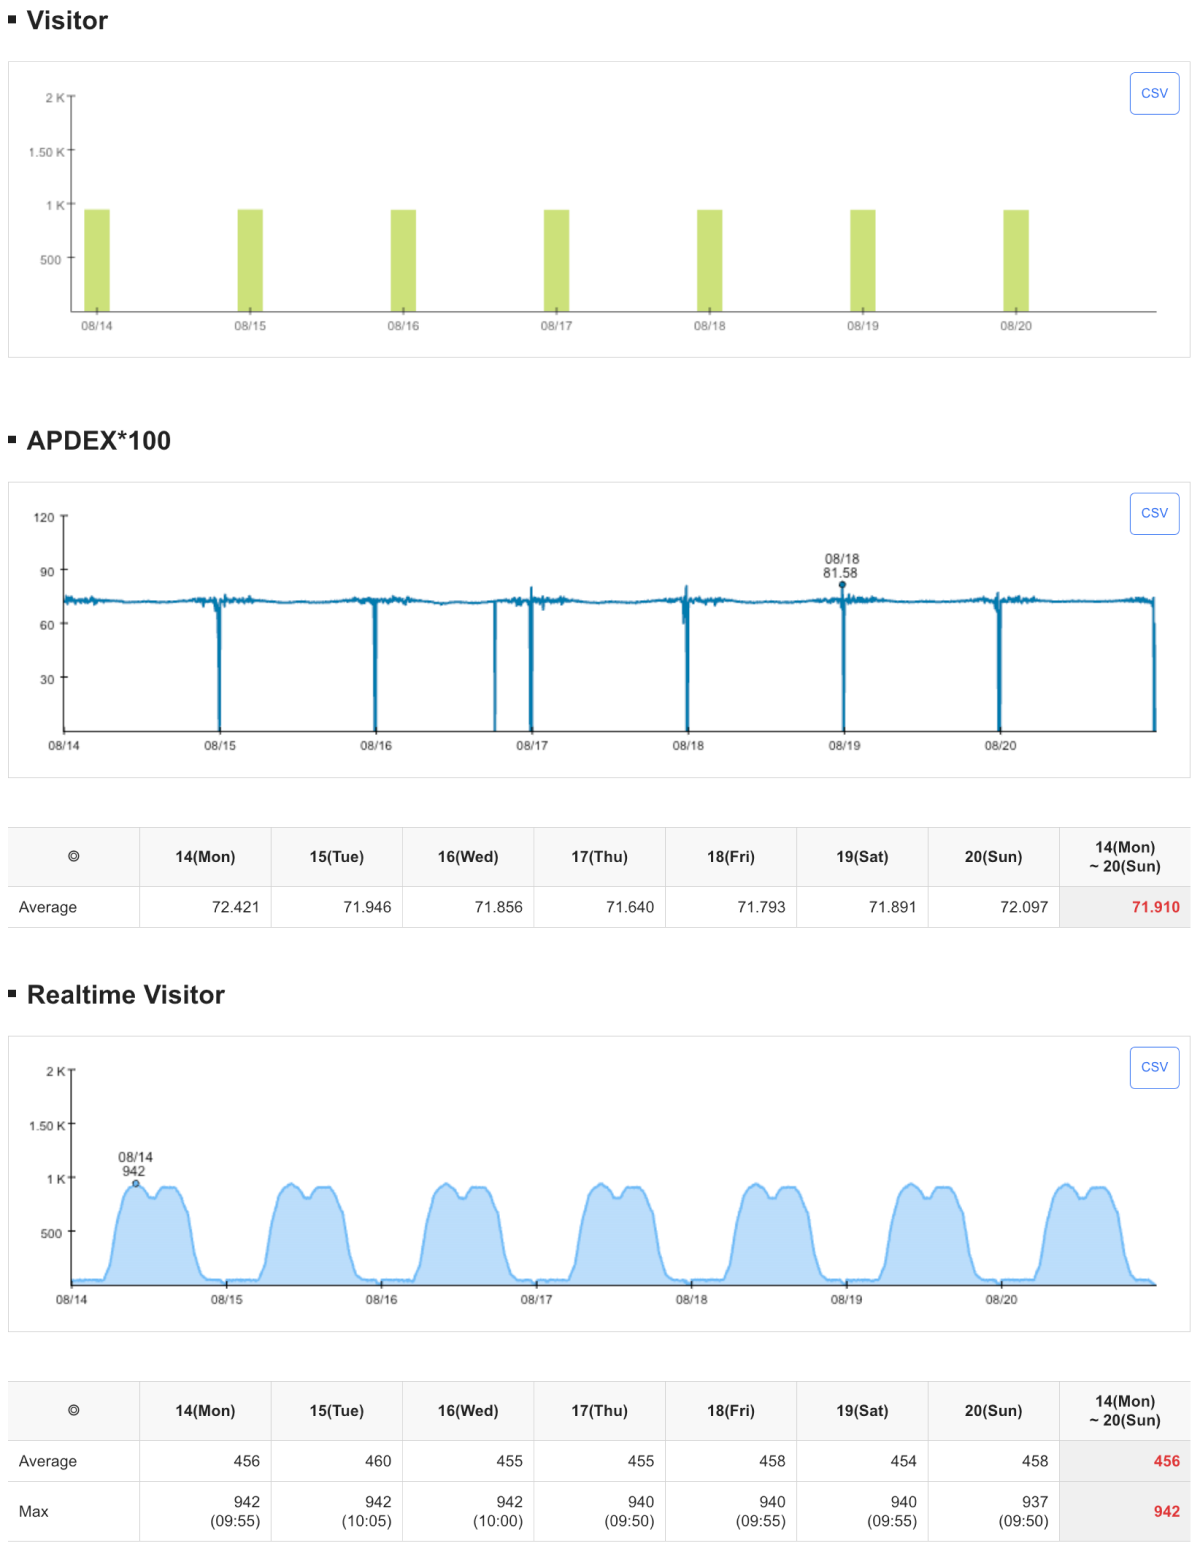 Visitor
CSV
2 K
1.50 K
1 K
500
08/14 08/15 08/16 08/17 08/18 08/19 08/20
APDEX*100
CSV
120
90
60
30
08/18
81.58
08/14 08/15 08/16 08/17 08/18 08/19 08/20
◎ 14(Mon) 15(Tue) 16(Wed) 17(Thu) 18(Fri) 19(Sat) 20(Sun) 14(Mon)
~ 20(Sun)
Average 72.421 71.946 71.856 71.640 71.793 71.891 72.097 71.910
Realtime Visitor
CSV
2 K
1.50 K
1 K
500
08/14
942
08/14 08/15 08/16 08/17 08/18 08/19 08/20
◎ 14(Mon) 15(Tue) 16(Wed) 17(Thu) 18(Fri) 19(Sat) 20(Sun) 14(Mon)
~ 20(Sun)
Average 456 460 455 455 458 454 458 456
Max 942 942 942 940 940 940 937 942
(09:55) (10:05) (10:00) (09:50) (09:55) (09:55) (09:50)